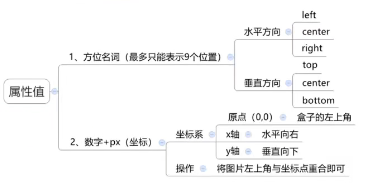 属性值
1、方位名词（最多只能表示9个位置）
水平方向
left
center
right
垂直方向
top
center
bottom
2、数字+px（坐标）
坐标系
原点（0,0）
盒子的左上角
x轴
水平向右
y轴
垂直向下
操作
将图片左上角与坐标点重合即可